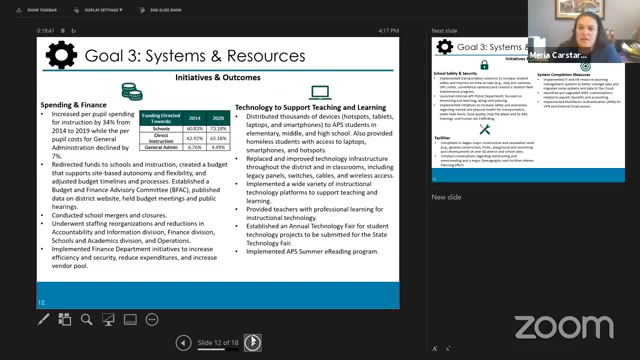 SHOW TASKBAR
DISPLAY SETTINGS ▾
END SLIDE SHOW
0:19:41
4:17 PM
Goal 3: Systems & Resources
Initiatives & Outcomes
Spending & Finance
• Increased per pupil spending
for instruction by 34% from
2014 to 2019 while the per
pupil costs for General
Administration declined by
7%.
Funding Directed Towards: 2014 2020
Schools 60.83% 73.18%
Direct Instruction 62.92% 65.18%
General Admin 6.76% 4.49%
• Redirected funds to schools and instruction, created a budget
that supports site-based autonomy and flexibility,
and adjusted budget timelines and processes. Established a
Budget and Finance Advisory Committee (BFAC), published
data on district website, held budget meetings and public
hearings.
• Conducted school mergers and closures.
• Underwent staffing reorganizations and reductions in
Accountability and Information division, Finance division,
Schools and Academics division, and Operations.
• Implemented Finance Department initiatives to increase
efficiency and security, reduce expenditures, and increase
vendor pool.
Technology to Support Teaching and Learning
• Distributed thousands of devices (hotspots, tablets,
laptops, and smartphones) to APS students in
elementary, middle, and high school. Also provided
homeless students with access to laptops,
smartphones, and hotspots.
• Replaced and improved technology infrastructure
throughout the district in classrooms, including
legacy panels, switches, cables, and wireless access.
• Implemented a wide variety of instructional
technology platforms to support teaching and
learning.
• Provided teachers with professional learning for
instructional technology.
• Established an Annual Technology Fair for student
technology projects to be submitted for the State
Technology Fair.
• Implemented APS Summer eReading program.
12
Slide 12 of 18
Next slide
Goal 3: Systems &
Initiatives
School Safety & Security
System Completion Measures
Facilities
New slide
Meria Carstar...
A A
zoom